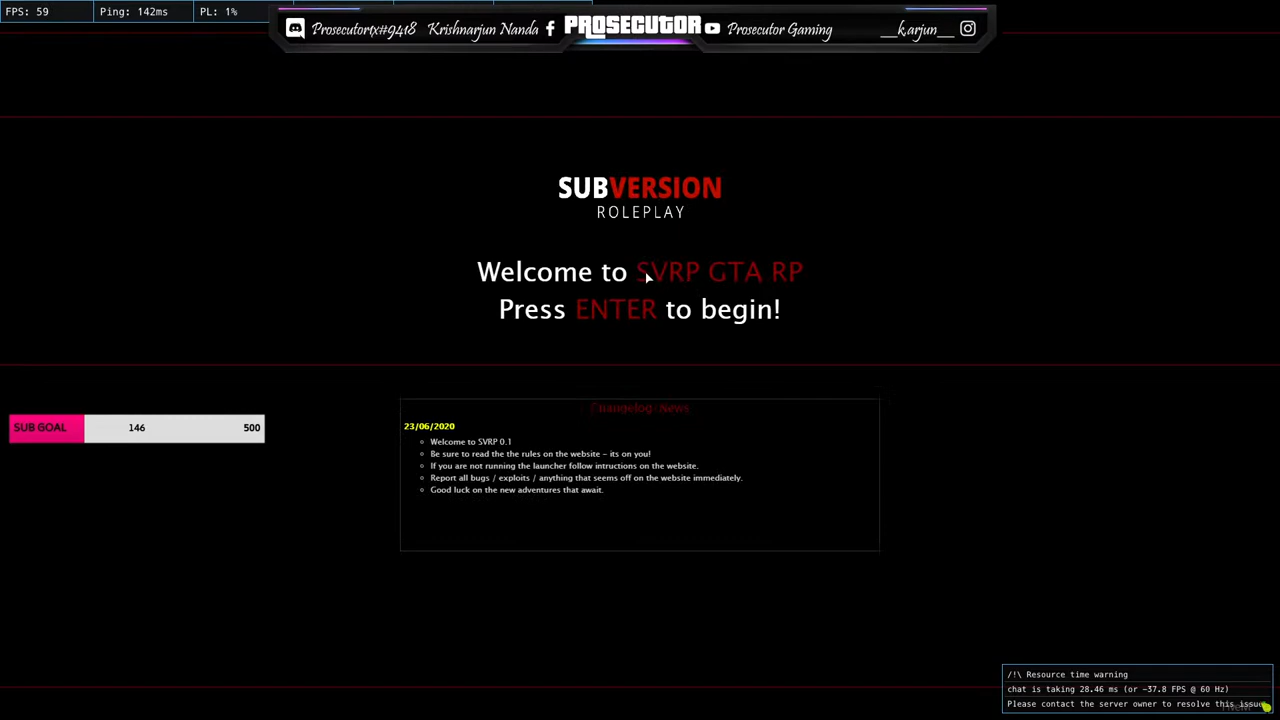 FPS: 59 Ping: 142ms PL: 1%
Prosecutor1x#9418 Krishnarjun Nanda PROSECUTOR Prosecutor Gaming __k.arjun__
SUBVERSION
ROLEPLAY
Welcome to SVRP GTA RP
Press ENTER to begin!
SUB GOAL 146 500
Changelog News
23/06/2020
Welcome to SVRP 0.1
Be sure to read the the rules on the website - its on you!
If you are not running the launcher follow intructions on the website.
Report all bugs / exploits / anything that seems off on the website immediately.
Good luck on the new adventures that await.
/!\ Resource time warning
chat is taking 28.46 ms (or ~37.8 FPS @ 60 Hz)
Please contact the server owner to resolve this issue
FiveM